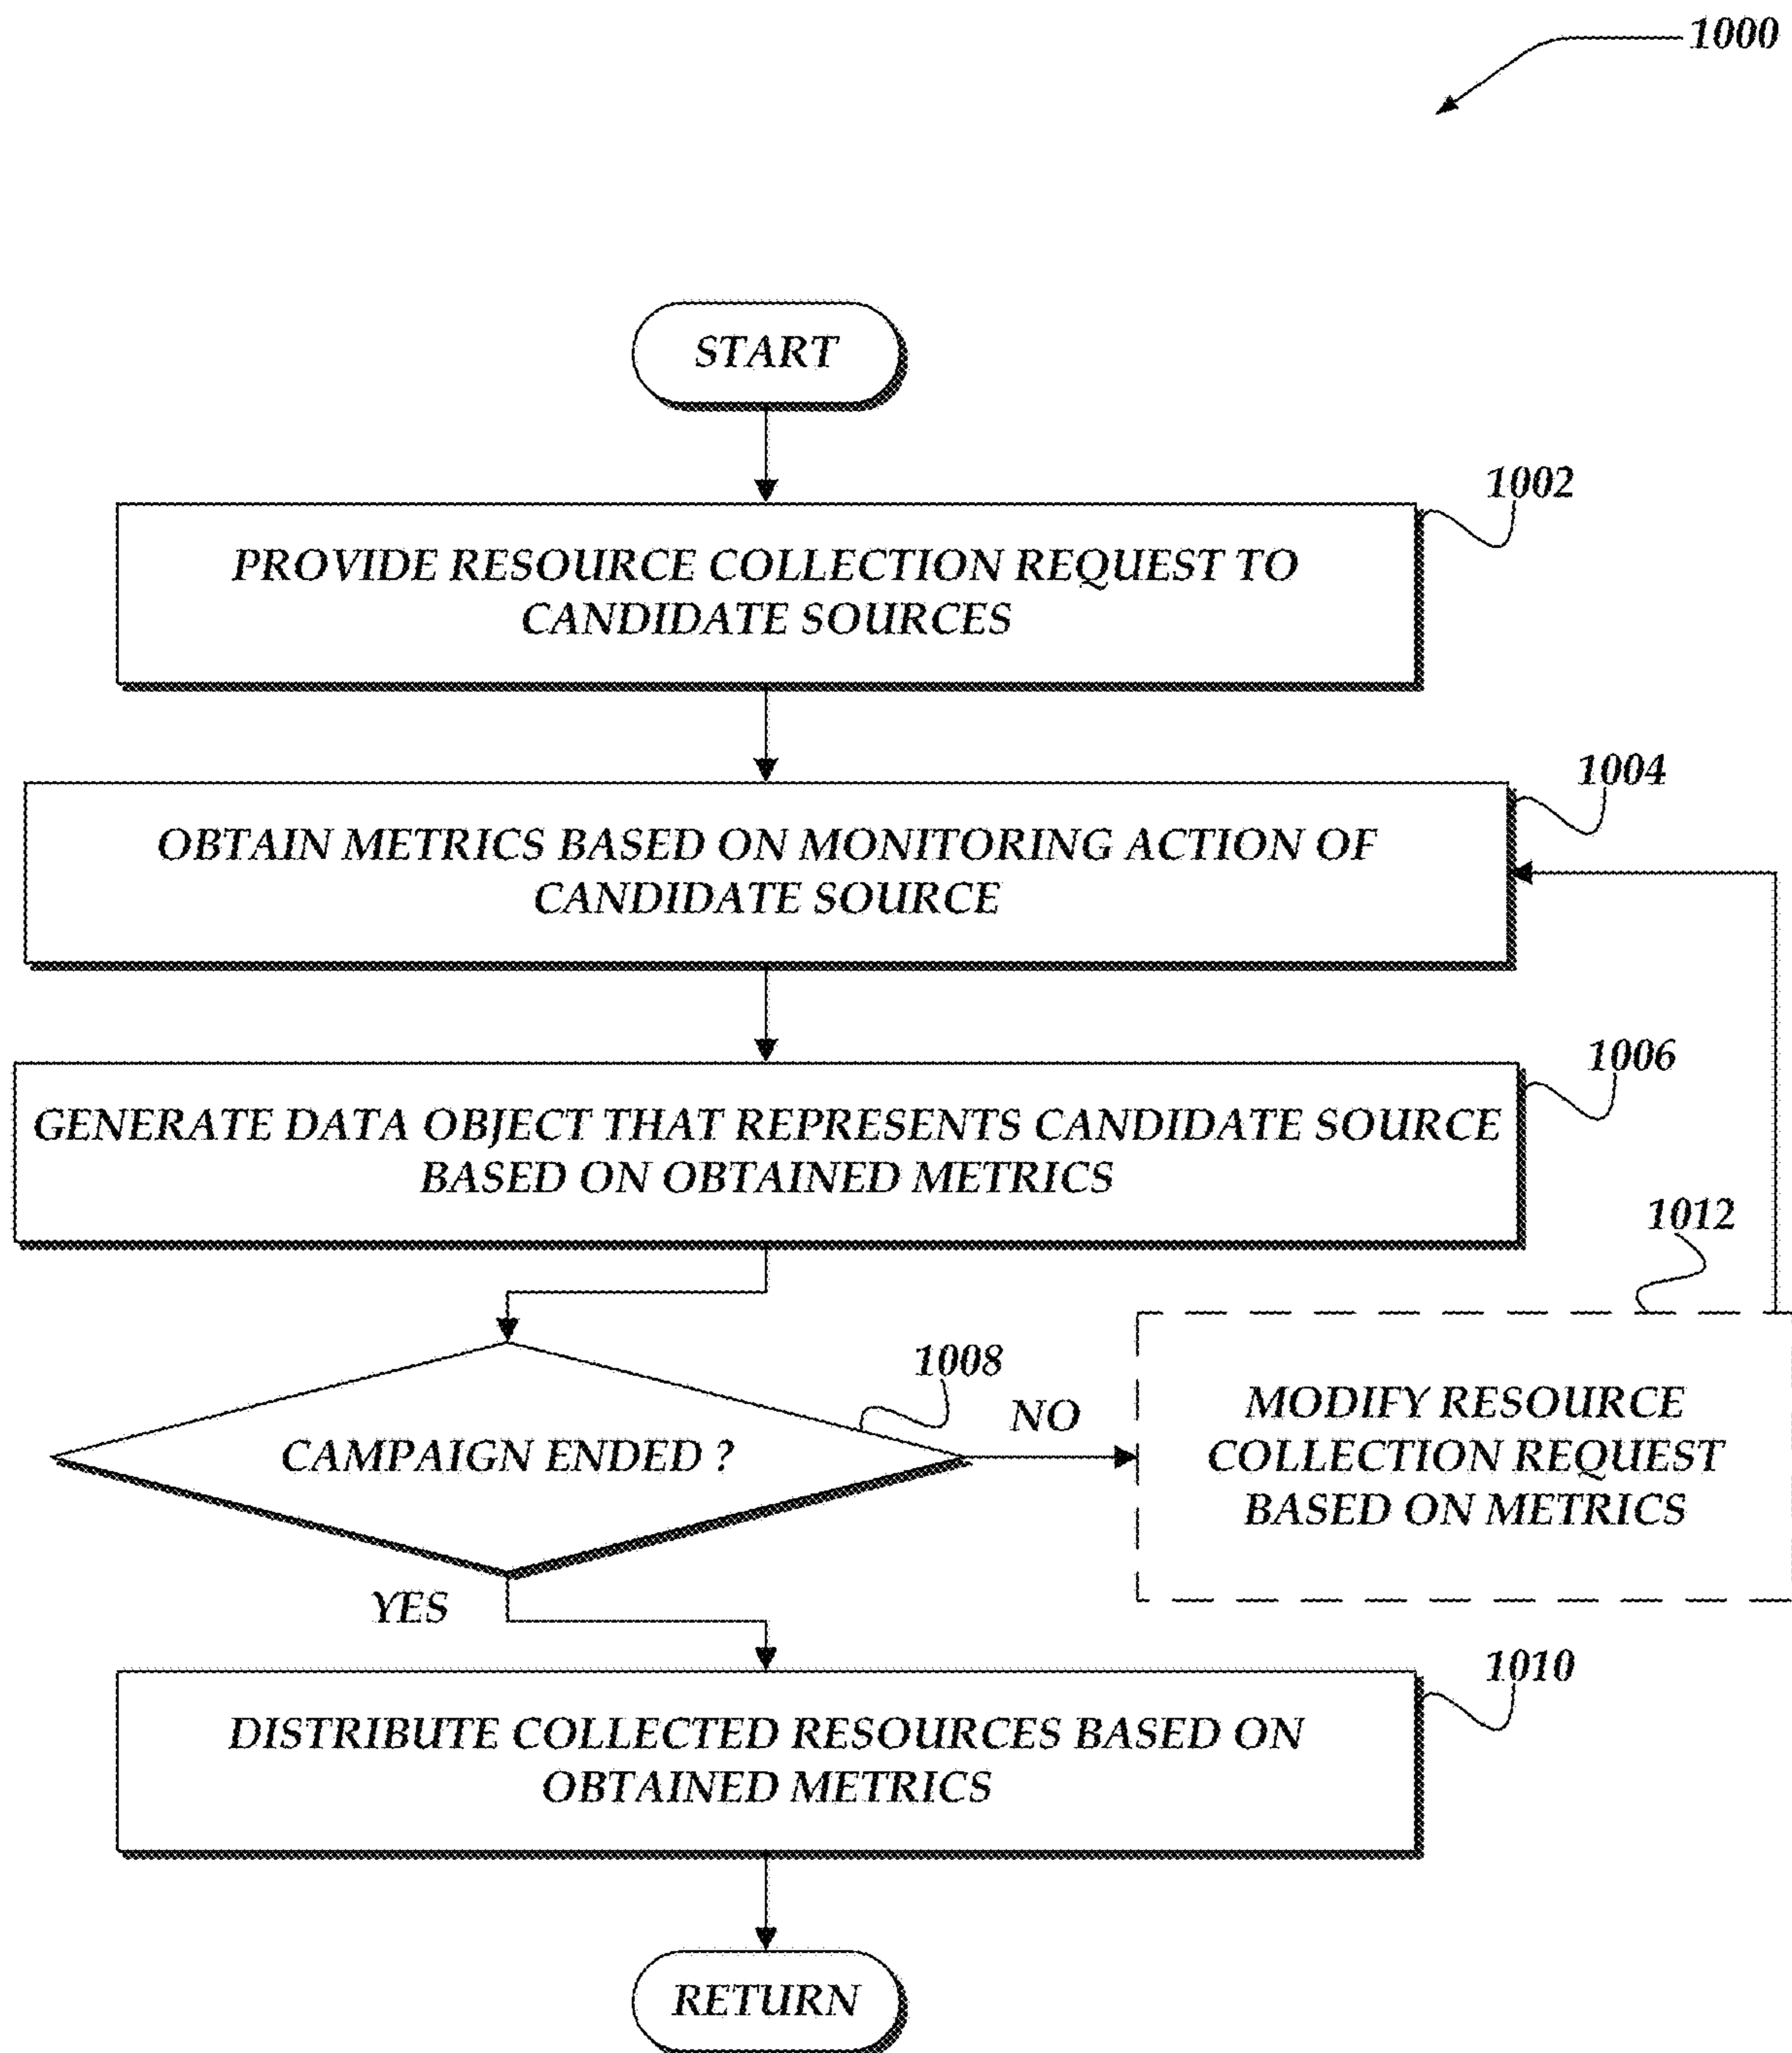 1000
START
1002
PROVIDE RESOURCE COLLECTION REQUEST TO
CANDIDATE SOURCES
1004
OBTAIN METRICS BASED ON MONITORING ACTION OF
CANDIDATE SOURCE
1006
GENERATE DATA OBJECT THAT REPRESENTS CANDIDATE SOURCE
BASED ON OBTAINED METRICS
1012
1008
NO
CAMPAIGN ENDED ?
MODIFY RESOURCE
COLLECTION REQUEST
BASED ON METRICS
YES
1010
DISTRIBUTE COLLECTED RESOURCES BASED ON
OBTAINED METRICS
RETURN